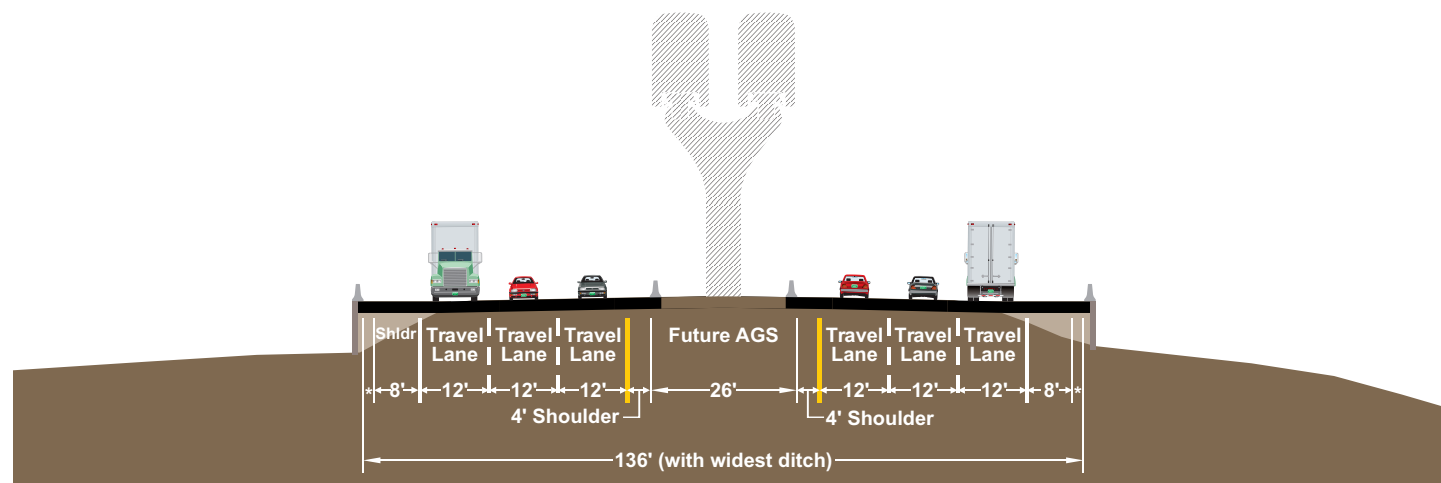 Shldr Travel Lane Travel Lane Travel Lane Future AGS Travel Lane Travel Lane Travel Lane
* 8' 12' 12' 12' 26' 12' 12' 12' 8' *
4' Shoulder 4' Shoulder
136' (with widest ditch)